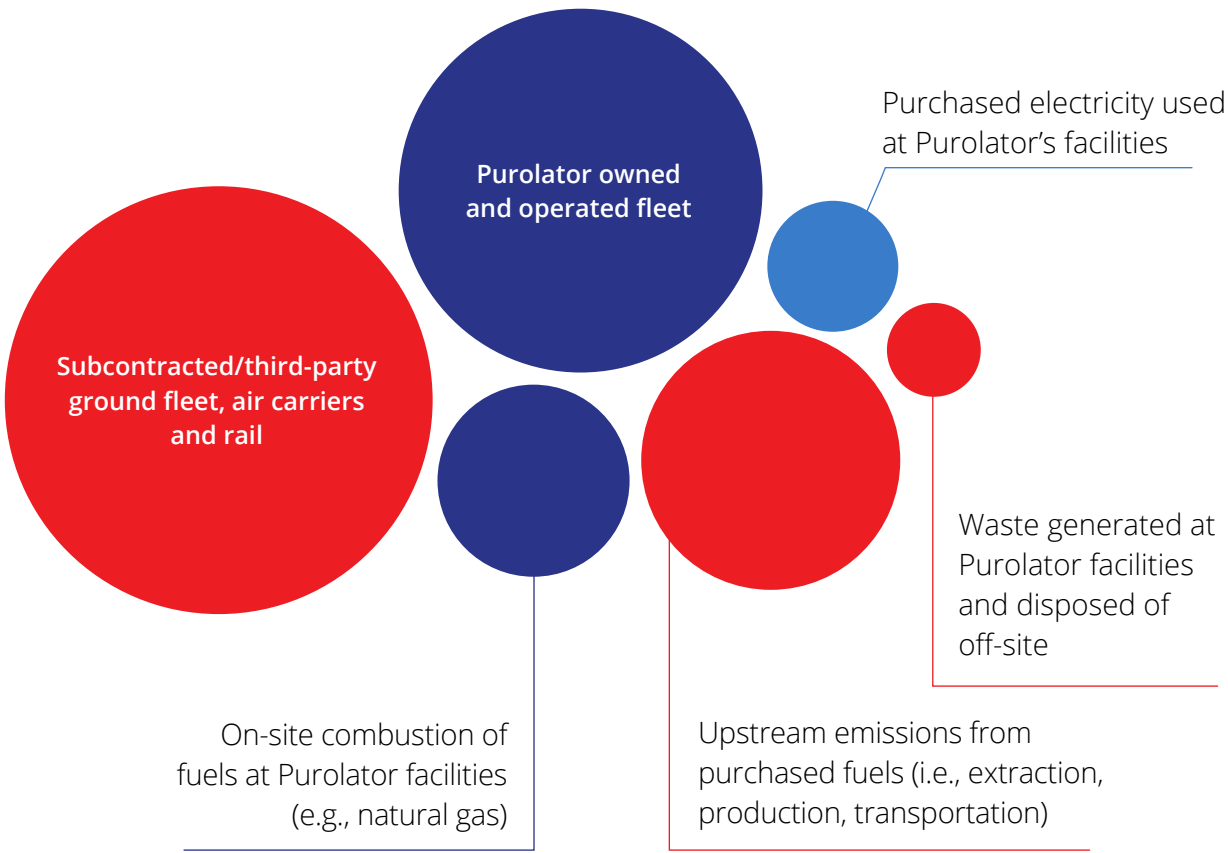 Purchased electricity used
at Purolator’s facilities
Purolator owned
and operated fleet
Subcontracted/third-party
ground fleet, air carriers
and rail
Waste generated at
Purolator facilities
and disposed of
off-site
On-site combustion of
fuels at Purolator facilities
(e.g., natural gas)
Upstream emissions from
purchased fuels (i.e., extraction,
production, transportation)